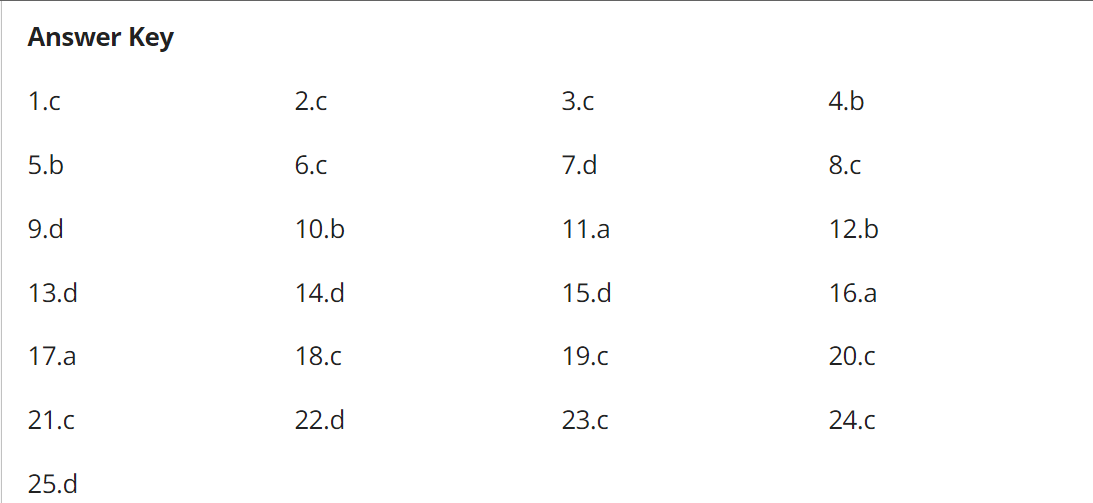 Answer Key
1.c 2.c 3.c 4.b
5.b 6.c 7.d 8.c
9.d 10.b 11.a 12.b
13.d 14.d 15.d 16.a
17.a 18.c 19.c 20.c
21.c 22.d 23.c 24.c
25.d